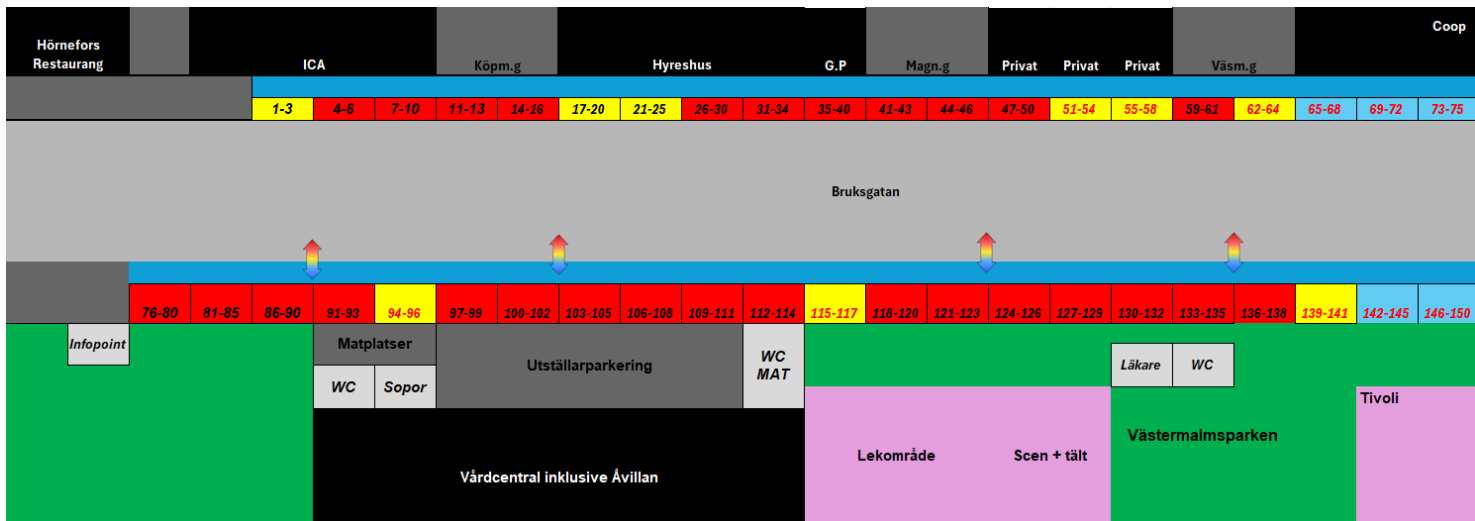 Coop
Hörnefors
Restaurang
ICA
Köpm.g
Hyreshus
G.P
Magn.g
Privat
Privat
Privat
Väsm.g
1-3 4-6 7-10 11-13 14-16 17-20 21-25 26-30 31-34 35-40 41-43 44-46 47-50 51-54 55-58 59-61 62-64 65-68 69-72 73-75
Bruksgatan
76-80 81-85 86-90 91-93 94-96 97-99 100-102 103-105 106-108 109-111 112-114 115-117 118-120 121-123 124-126 127-129 130-132 133-135 136-138 139-141 142-145 146-150
Infopoint
Matplatser
WC
Sopor
Utställarparkering
WC
MAT
Läkare
WC
Tivoli
Västermalmsparken
Lekområde
Scen + tält
Vårdcentral inklusive Åvillan